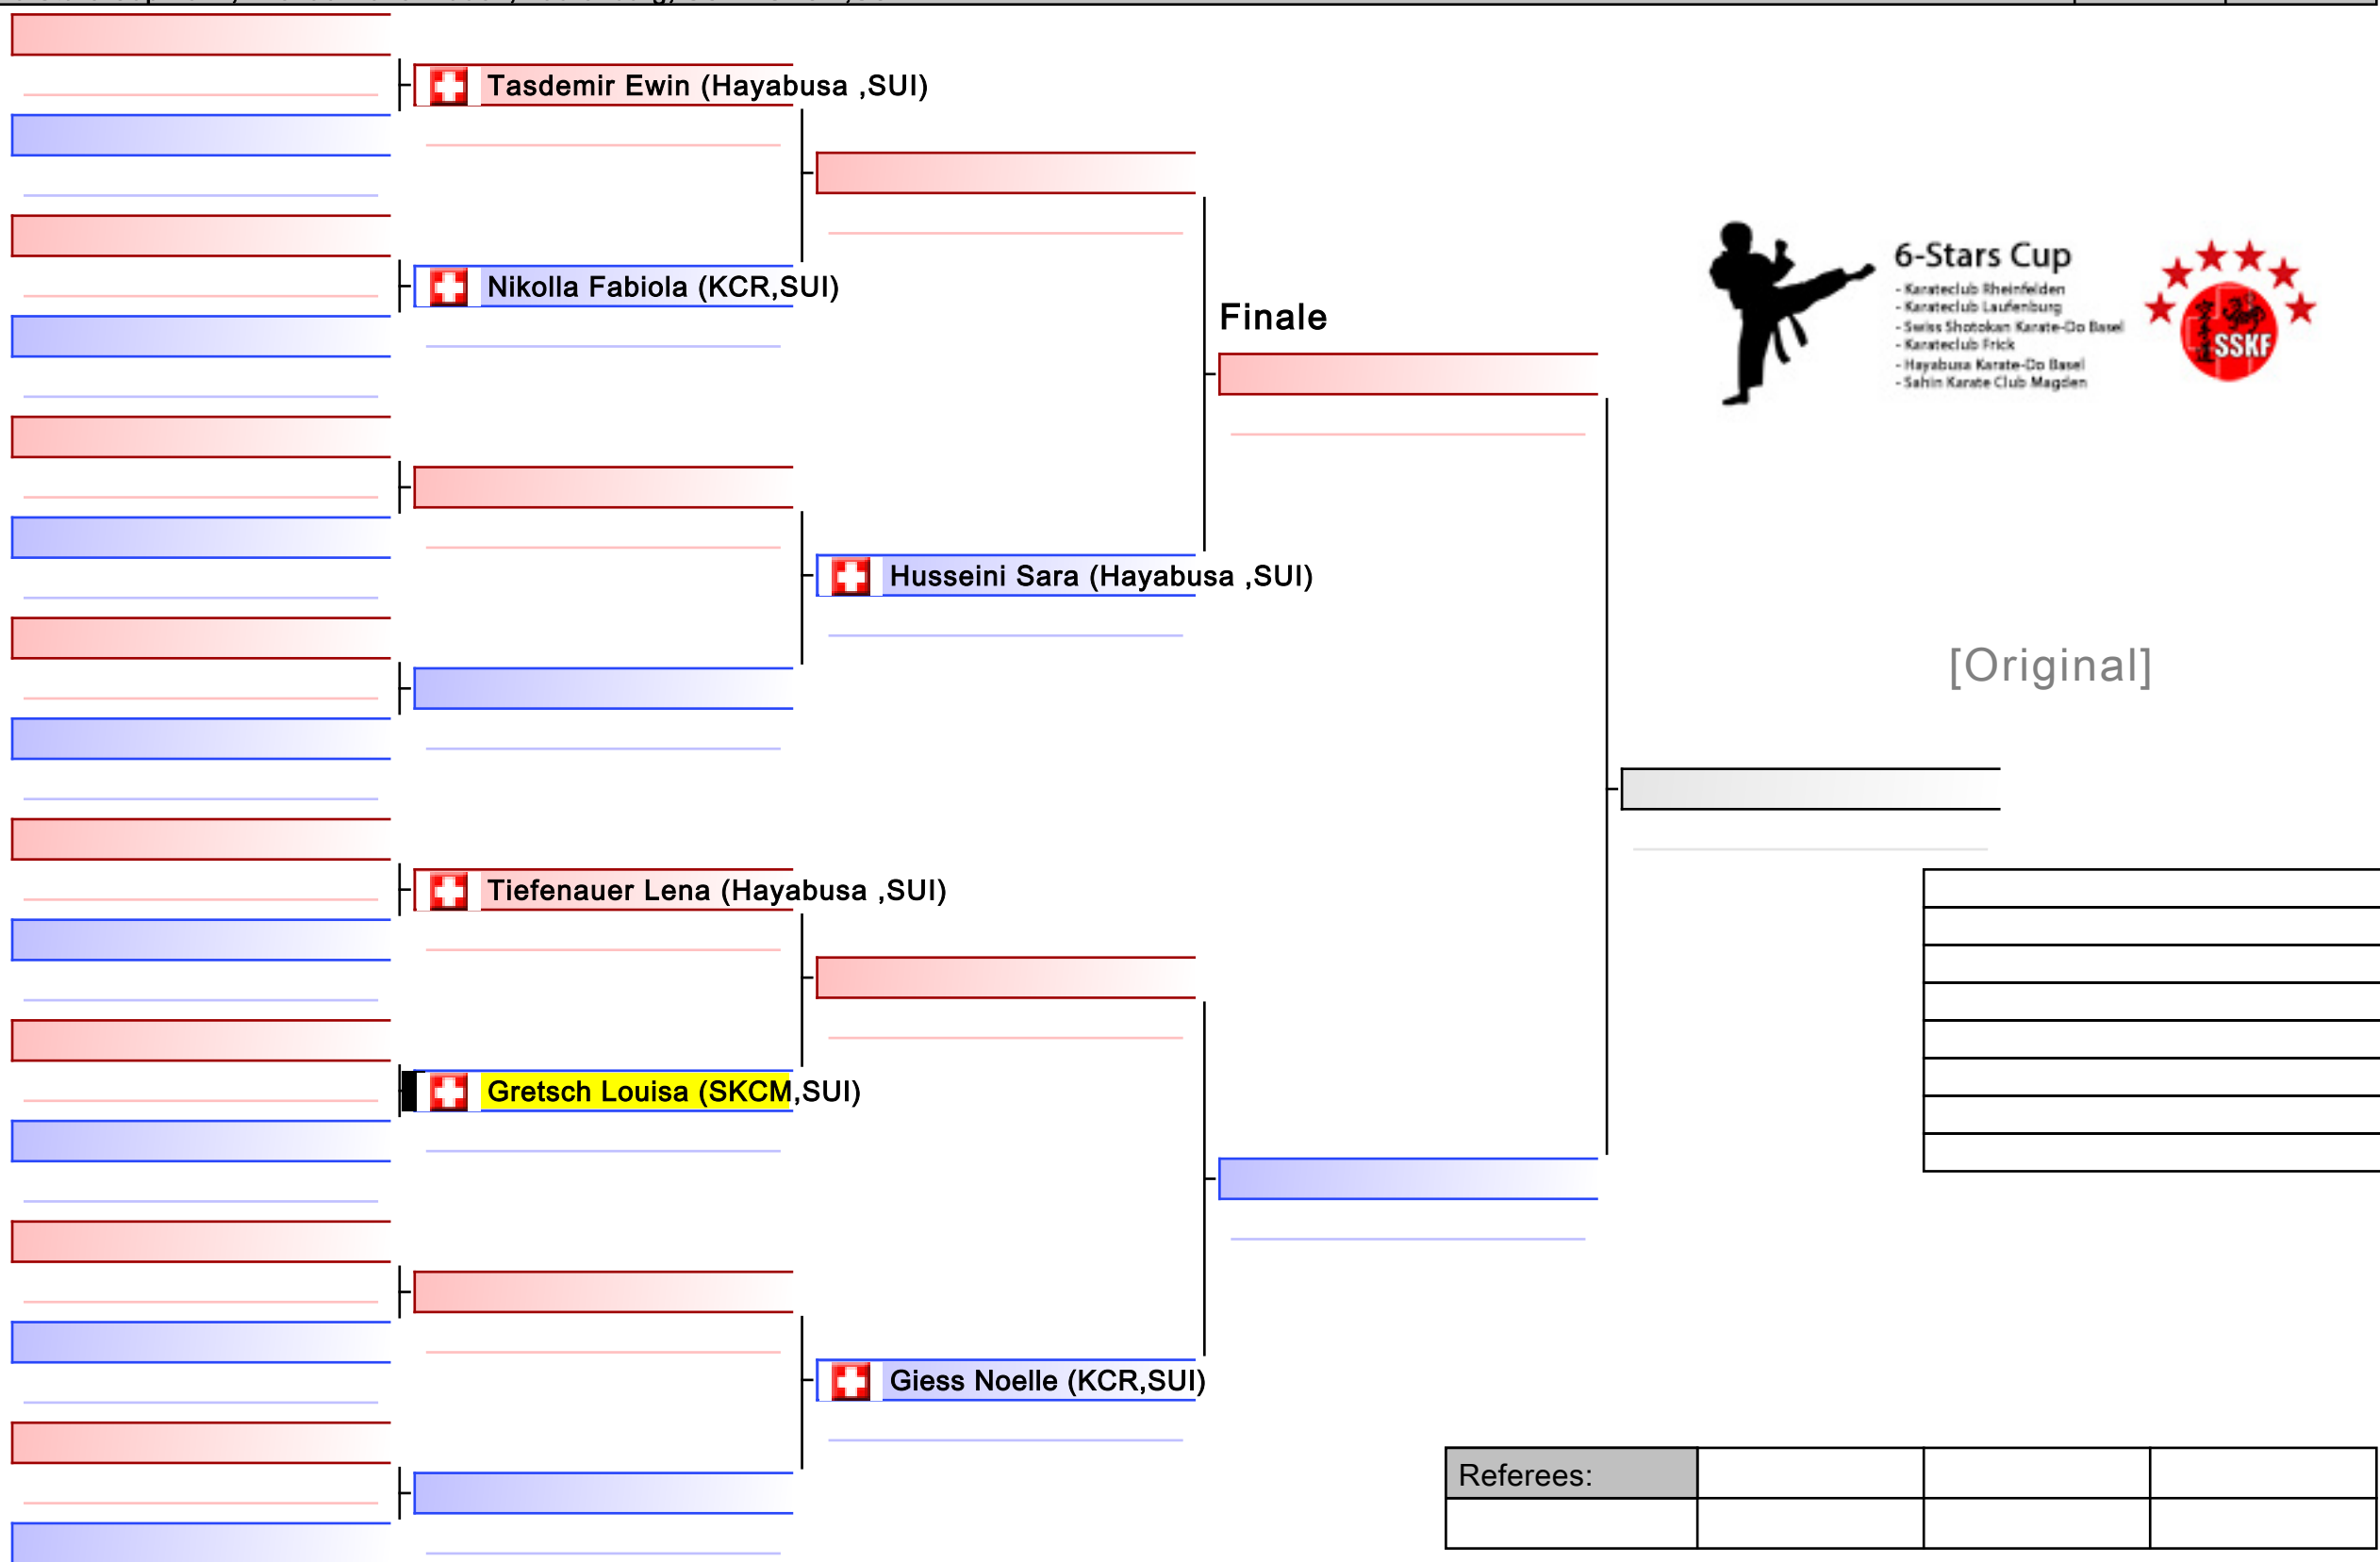 Tasdemir Ewin (Hayabusa ,SUI)
Nikolla Fabiola (KCR,SUI)
Finale
6-Stars Cup
- Karateclub Rheinfelden
- Karateclub Laufenburg
- Swiss Shotokan Karate-Do Basel
- Karateclub Frick
- Hayabusa Karate-Do Basel
- Sahin Karate Club Magden
SSKF
Husseini Sara (Hayabusa ,SUI)
[Original]
Tiefenauer Lena (Hayabusa ,SUI)
Gretsch Louisa (SKCM,SUI)
Giess Noelle (KCR,SUI)
Referees: